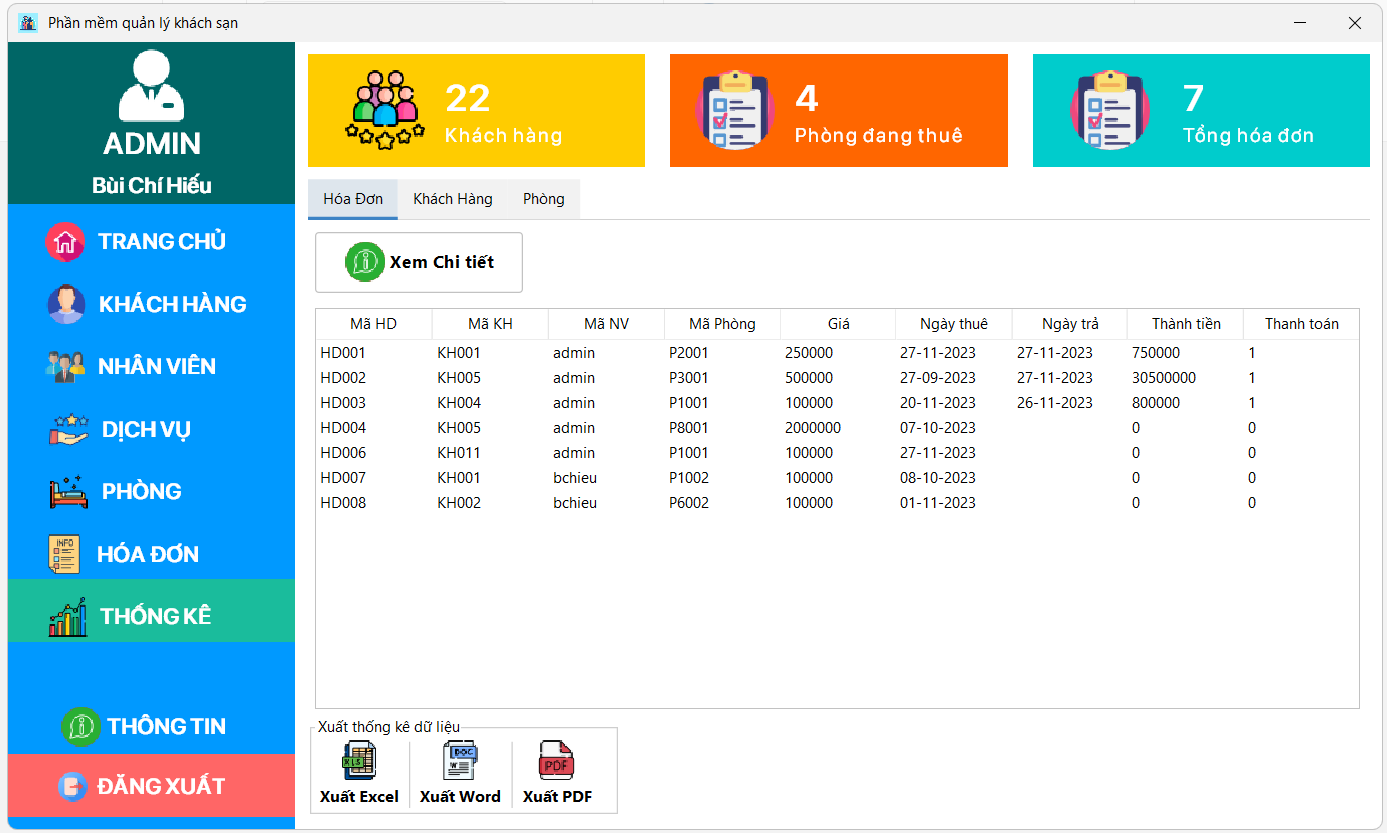 Phần mềm quản lý khách sạn
ADMIN
Bùi Chí Hiếu
TRANG CHỦ
KHÁCH HÀNG
NHÂN VIÊN
DỊCH VỤ
PHÒNG
INFO
HÓA ĐƠN
THỐNG KÊ
THÔNG TIN
ĐĂNG XUẤT
22
Khách hàng
4
Phòng đang thuê
7
Tổng hóa đơn
Hóa Đơn Khách Hàng Phòng
Xem Chi tiết
Mã HD Mã KH Mã NV Mã Phòng Giá Ngày thuê Ngày trả Thành tiền Thanh toán
HD001 KH001 admin P2001 250000 27-11-2023 27-11-2023 750000 1
HD002 KH005 admin P3001 500000 27-09-2023 27-11-2023 30500000 1
HD003 KH004 admin P1001 100000 20-11-2023 26-11-2023 800000 1
HD004 KH005 admin P8001 2000000 07-10-2023 0 0
HD006 KH011 admin P1001 100000 27-11-2023 0 0
HD007 KH001 bchieu P1002 100000 08-10-2023 0 0
HD008 KH002 bchieu P6002 100000 01-11-2023 0 0
Xuất thống kê dữ liệu
XLS
Xuất Excel
DOC
W
Xuất Word
PDF
Xuất PDF